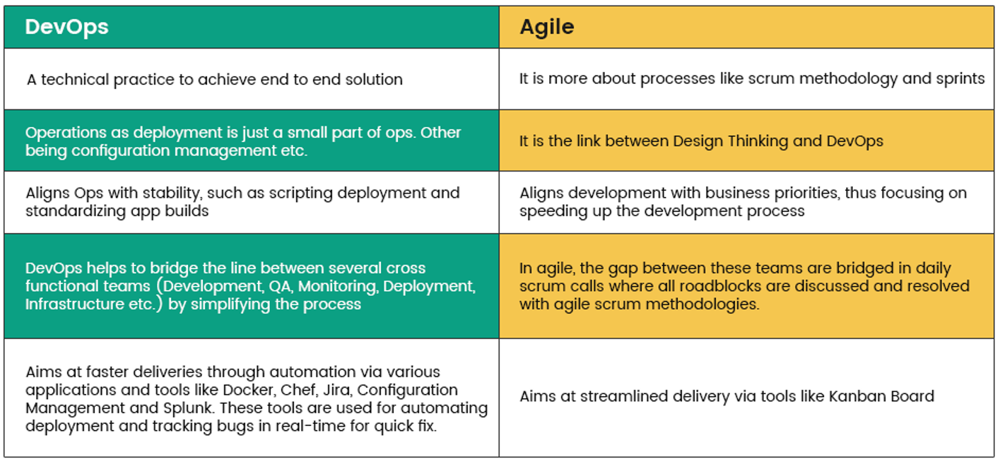 DevOps
Agile
A technical practice to achieve end to end solution
It is more about processes like scrum methodology and sprints
Operations as deployment is just a small part of ops. Other
being configuration management etc.
It is the link between Design Thinking and DevOps
Aligns Ops with stability, such as scripting deployment and
standardizing app builds
Aligns development with business priorities, thus focusing on
speeding up the development process
DevOps helps to bridge the line between several cross
functional teams (Development, QA, Monitoring, Deployment,
Infrastructure etc.) by simplifying the process
In agile, the gap between these teams are bridged in daily
scrum calls where all roadblocks are discussed and resolved
with agile scrum methodologies.
Aims at faster deliveries through automation via various
applications and tools like Docker, Chef, Jira, Configuration
Management and Splunk. These tools are used for automating
deployment and tracking bugs in real-time for quick fix.
Aims at streamlined delivery via tools like Kanban Board